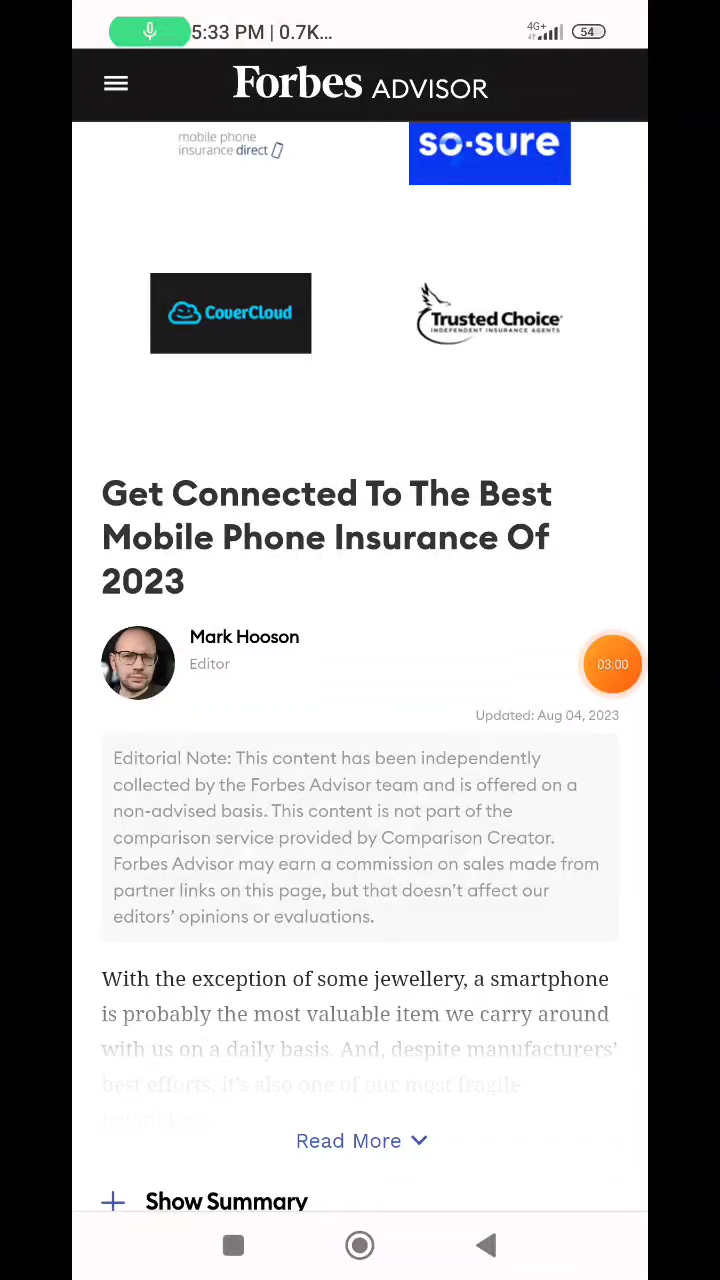 5:33 PM | 0.7K...
4G+
54
Forbes ADVISOR
mobile phone
insurance direct
so-sure
CoverCloud
Trusted Choice
INDEPENDENT INSURANCE AGENTS
Get Connected To The Best
Mobile Phone Insurance Of
2023
Mark Hooson
Editor
03:00
Updated: Aug 04, 2023
Editorial Note: This content has been independently
collected by the Forbes Advisor team and is offered on a
non-advised basis. This content is not part of the
comparison service provided by Comparison Creator.
Forbes Advisor may earn a commission on sales made from
partner links on this page, but that doesn't affect our
editors' opinions or evaluations.
With the exception of some jewellery, a smartphone
is probably the most valuable item we carry around
with us on a daily basis. And, despite manufacturers'
best efforts, it's also one of our most fragile
Read More
Show Summary